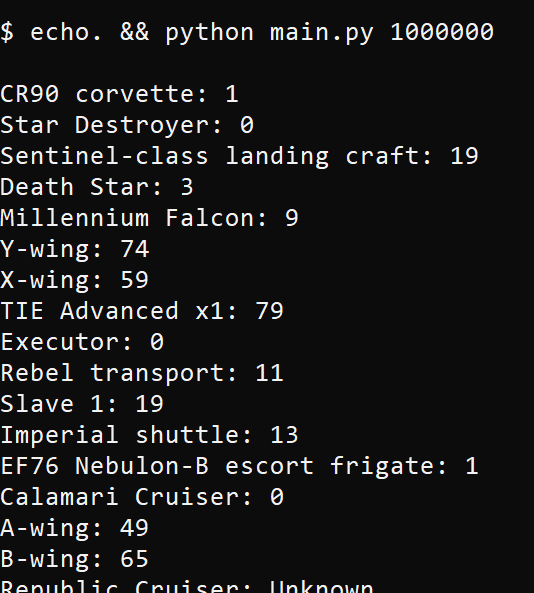 $ echo. && python main.py 1000000
CR90 corvette: 1
Star Destroyer: 0
Sentinel-class landing craft: 19
Death Star: 3
Millennium Falcon: 9
Y-wing: 74
X-wing: 59
TIE Advanced x1: 79
Executor: 0
Rebel transport: 11
Slave 1: 19
Imperial shuttle: 13
EF76 Nebulon-B escort frigate: 1
Calamari Cruiser: 0
A-wing: 49
B-wing: 65
Republic Cruiser: Unknown